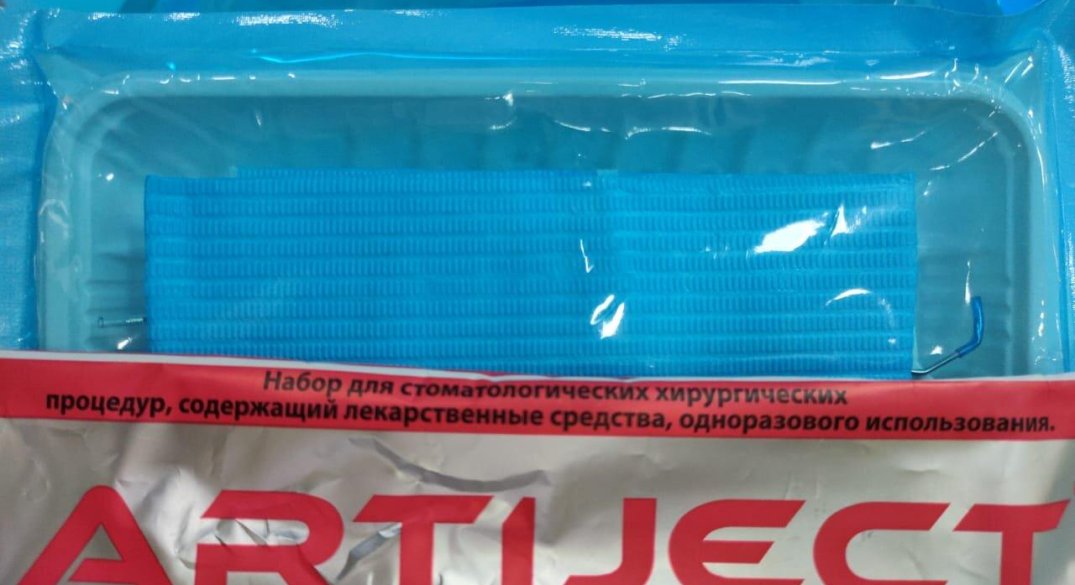 Набор для стоматологических хирургических
процедур, содержащий лекарственные средства, одноразового использования.
ARTIJECT